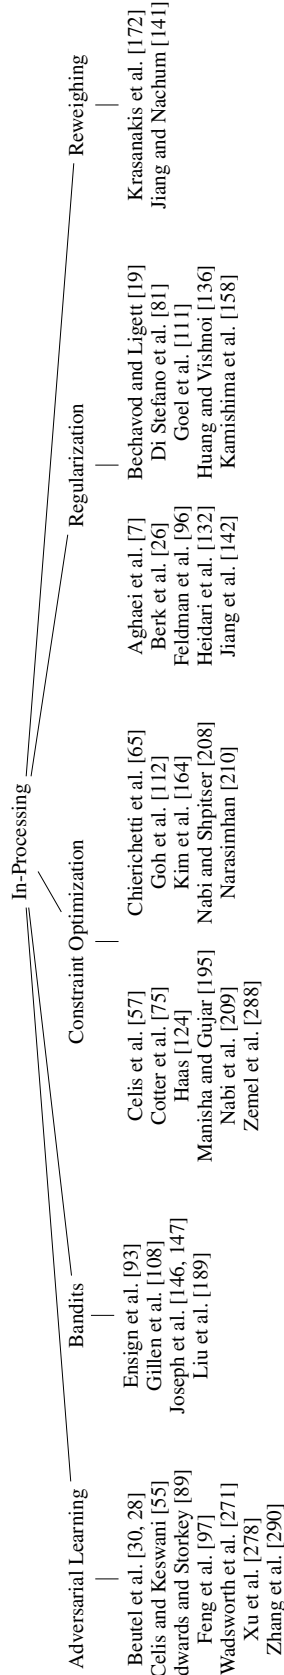 In-Processing
Adversarial Learning
Beutel et al. [30, 28]
Celis and Keswani [55]
dwards and Storkey [89]
Feng et al. [97]
Wadsworth et al. [271]
Xu et al. [278]
Zhang et al. [290]
Bandits
Ensign et al. [93]
Gillen et al. [108]
Joseph et al. [146, 147]
Liu et al. [189]
Constraint Optimization
Celis et al. [57]
Cotter et al. [75]
Haas [124]
Manisha and Gujar [195]
Nabi et al. [209]
Zemel et al. [288]
Chierichetti et al. [65]
Goh et al. [112]
Kim et al. [164]
Nabi and Shpitser [208]
Narasimhan [210]
Regularization
Aghaei et al. [7]
Berk et al. [26]
Feldman et al. [96]
Heidari et al. [132]
Jiang et al. [142]
Bechavod and Ligett [19]
Di Stefano et al. [81]
Goel et al. [111]
Huang and Vishnoi [136]
Kamishima et al. [158]
Reweighing
Krasanakis et al. [172]
Jiang and Nachum [141]